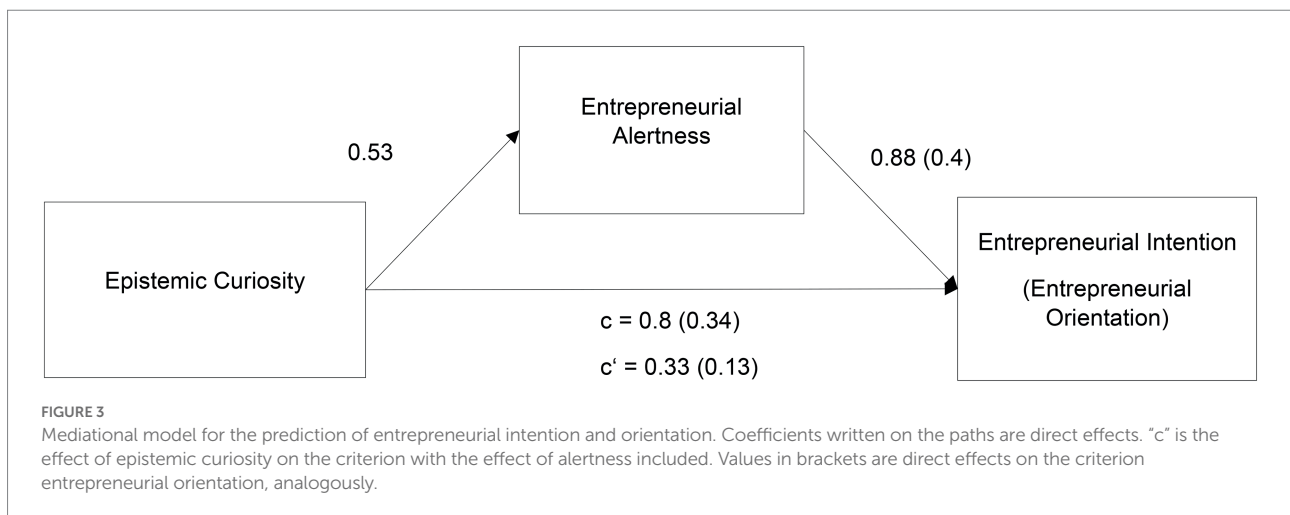 Entrepreneurial
Alertness
0.53
0.88 (0.4)
Epistemic Curiosity
Entrepreneurial Intention
(Entrepreneurial
Orientation)
c = 0.8 (0.34)
c‘ = 0.33 (0.13)
FIGURE 3
Mediational model for the prediction of entrepreneurial intention and orientation. Coefficients written on the paths are direct effects. “c” is the
effect of epistemic curiosity on the criterion with the effect of alertness included. Values in brackets are direct effects on the criterion
entrepreneurial orientation, analogously.